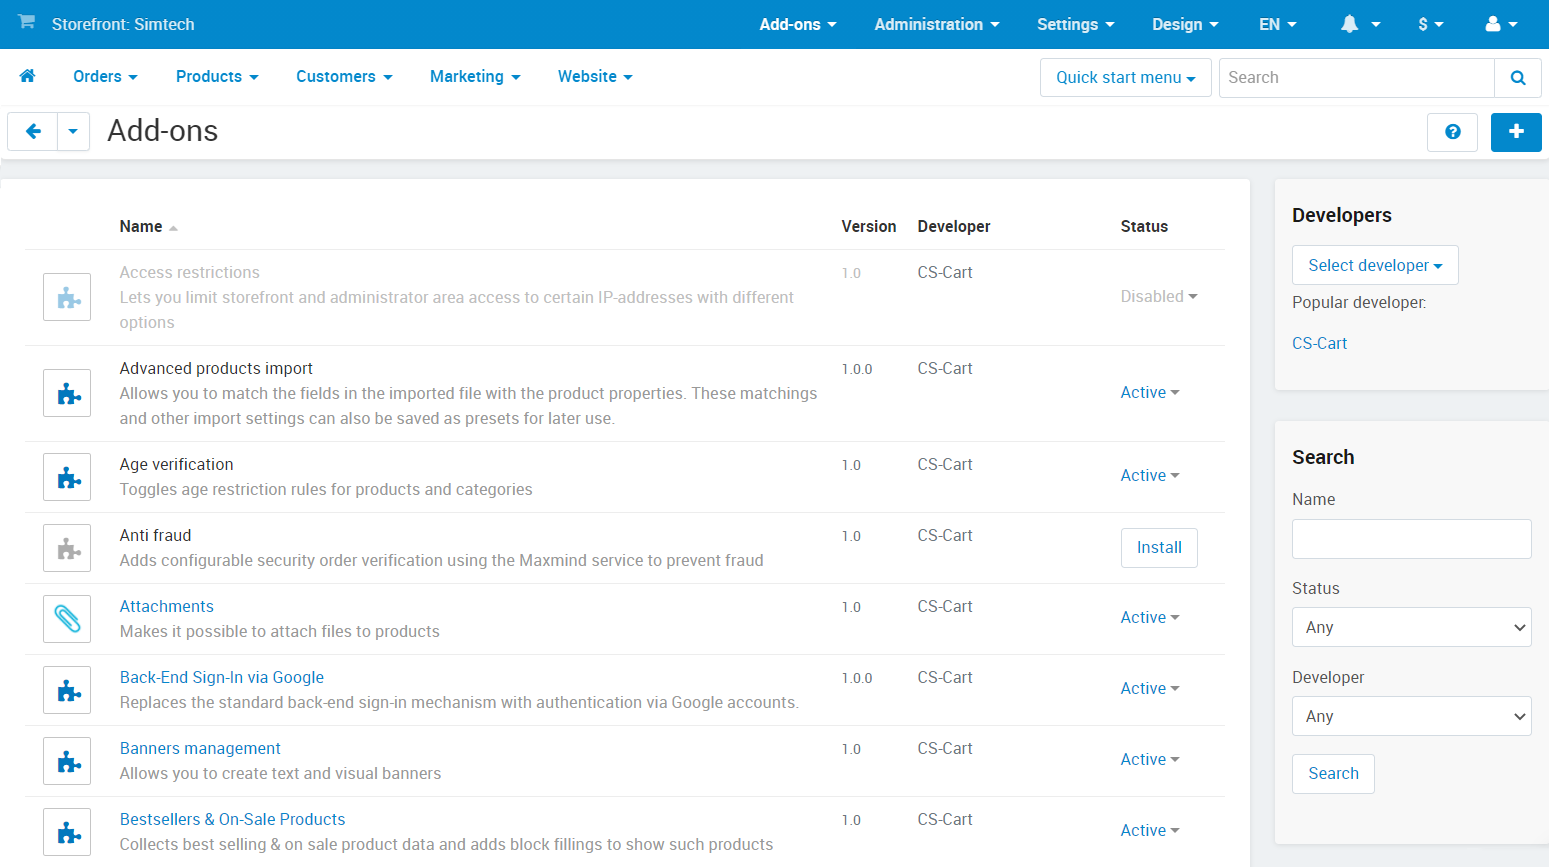 Storefront: Simtech
Add-ons
Administration
Settings
Design
EN
$
Orders
Products
Customers
Marketing
Website
Quick start menu
Search
Add-ons
Name
Version
Developer
Status
Access restrictions
1.0
CS-Cart
Lets you limit storefront and administrator area access to certain IP-addresses with different
options
Disabled
Advanced products import
1.0.0
CS-Cart
Allows you to match the fields in the imported file with the product properties. These matchings
and other import settings can also be saved as presets for later use.
Active
Age verification
1.0
CS-Cart
Toggles age restriction rules for products and categories
Active
Anti fraud
1.0
CS-Cart
Adds configurable security order verification using the Maxmind service to prevent fraud
Install
Attachments
1.0
CS-Cart
Makes it possible to attach files to products
Active
Back-End Sign-In via Google
1.0.0
CS-Cart
Replaces the standard back-end sign-in mechanism with authentication via Google accounts.
Active
Banners management
1.0
CS-Cart
Allows you to create text and visual banners
Active
Bestsellers & On-Sale Products
1.0
CS-Cart
Collects best selling & on sale product data and adds block fillings to show such products
Active
Developers
Select developer
Popular developer:
CS-Cart
Search
Name
Status
Any
Developer
Any
Search